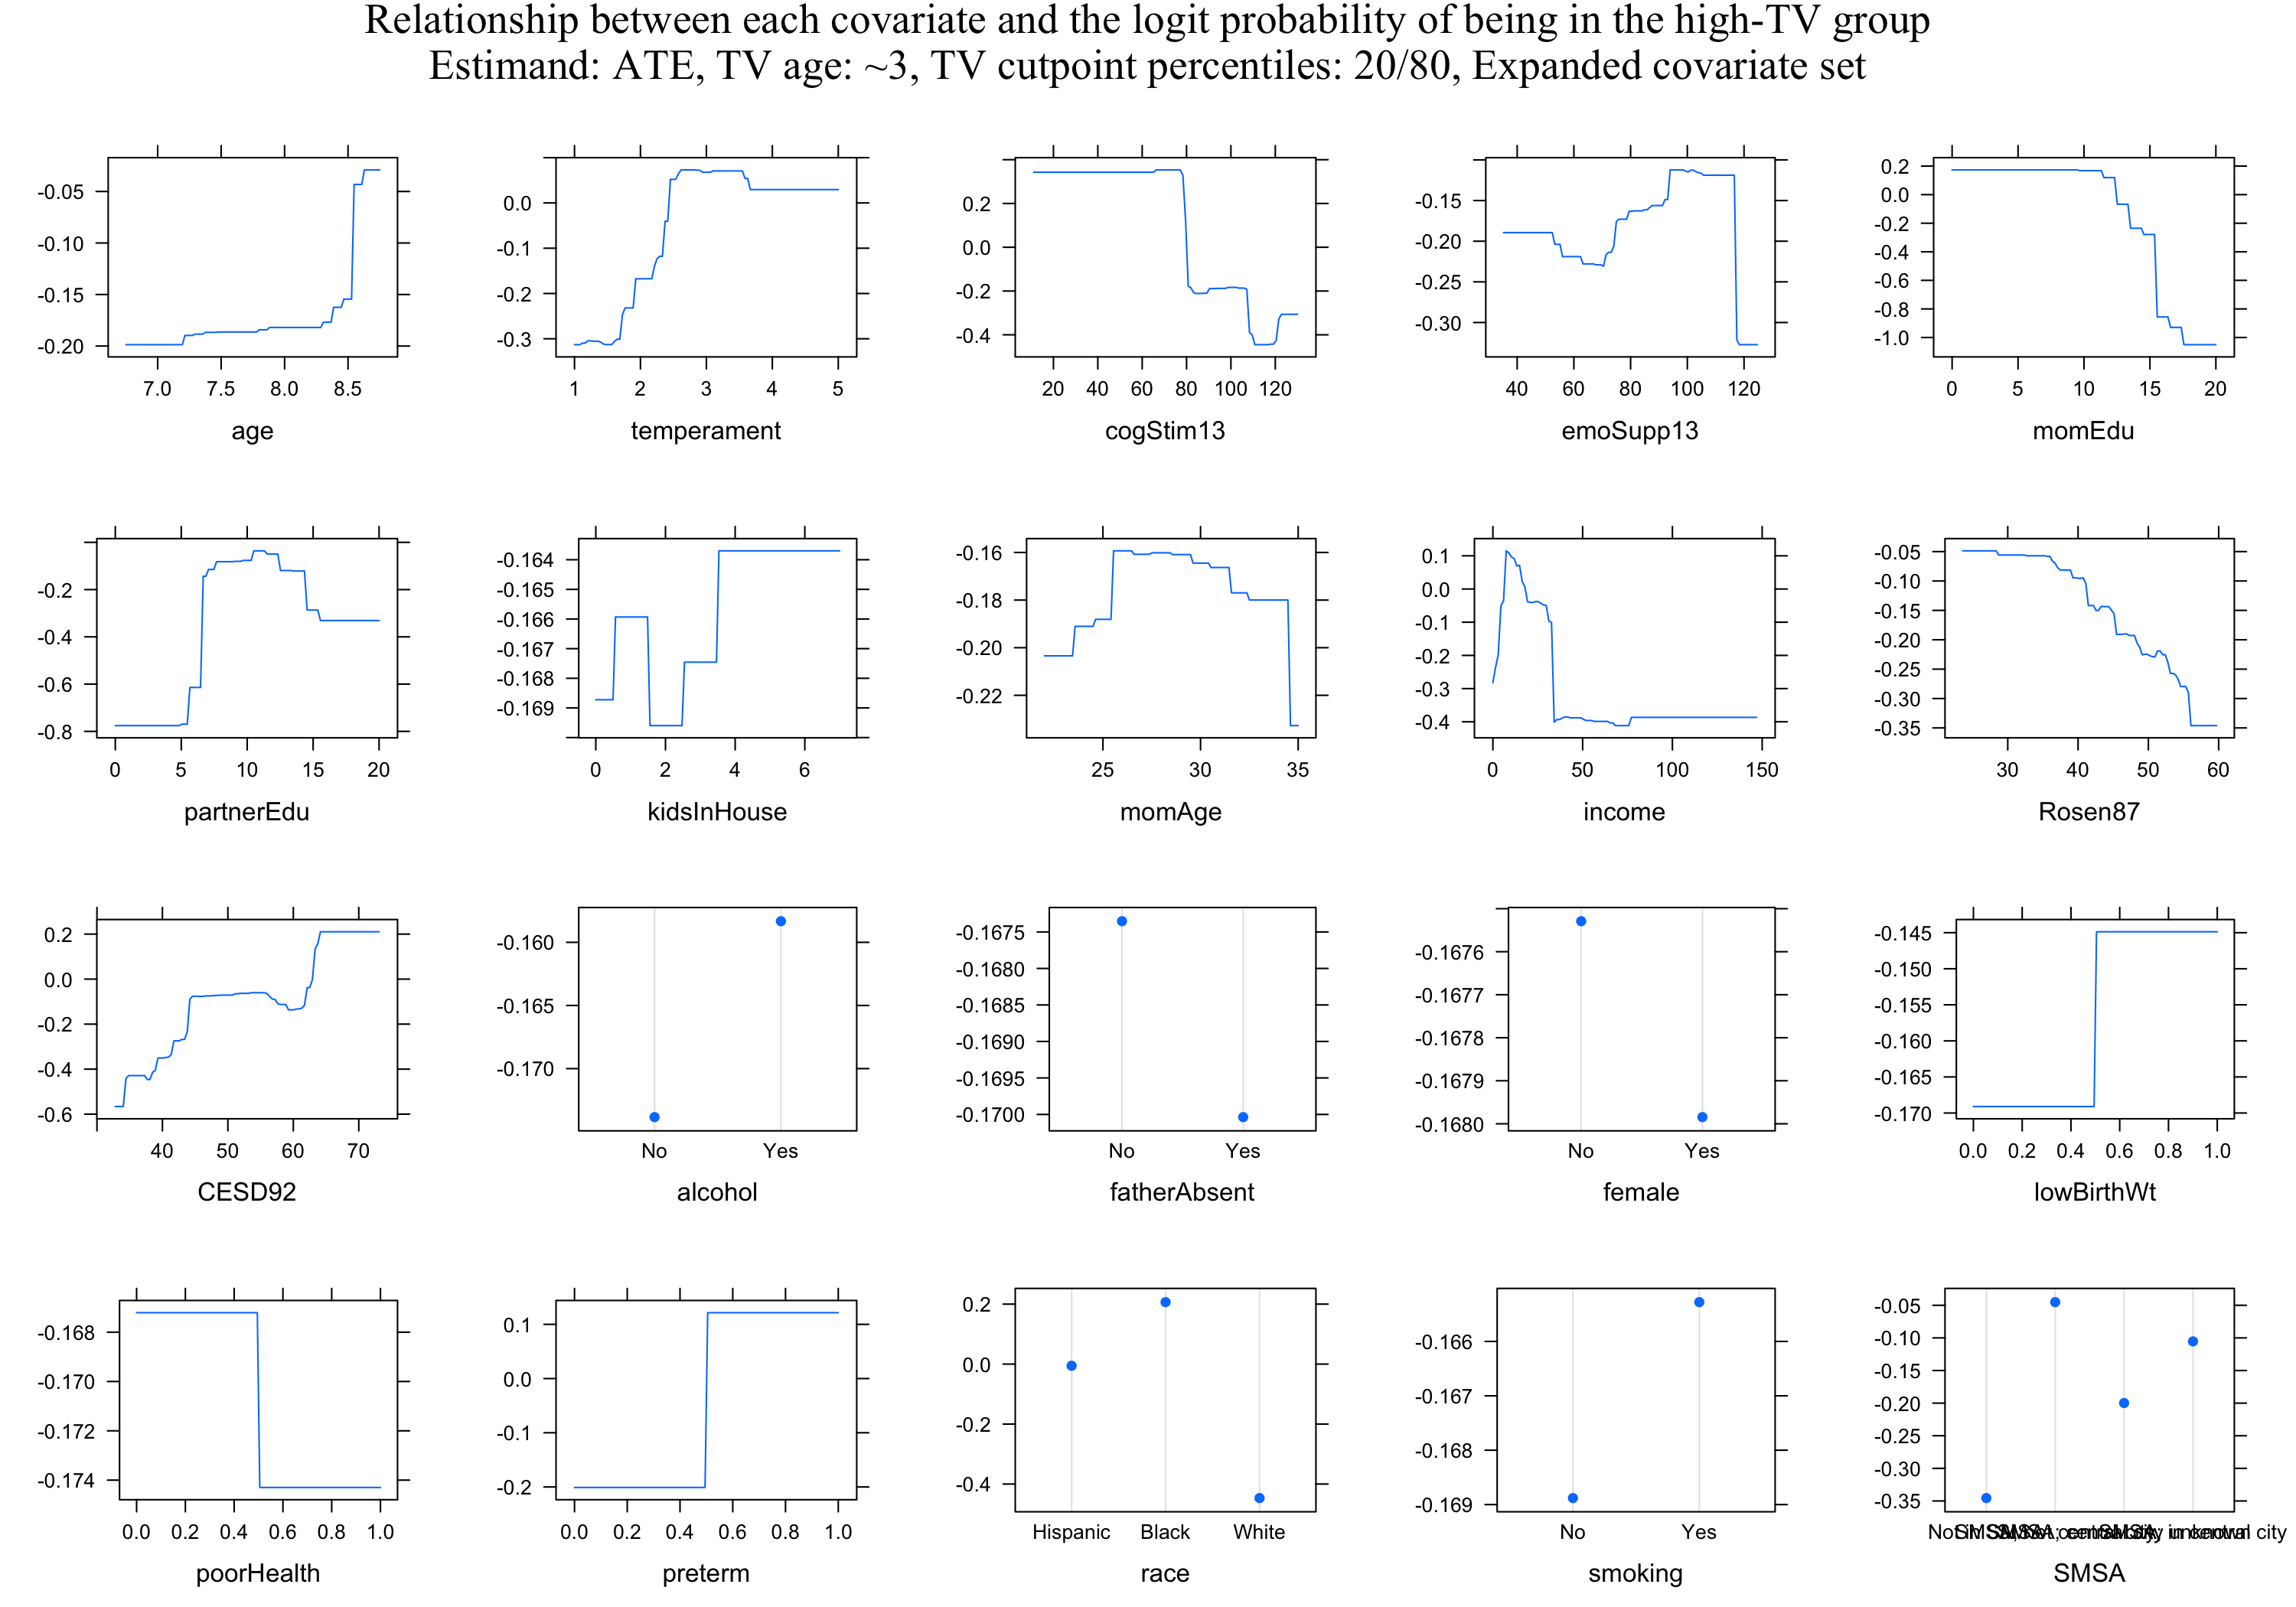 Relationship between each covariate and the logit probability of being in the high-TV group
Estimand: ATE, TV age: ~3, TV cutpoint percentiles: 20/80, Expanded covariate set
-0.05
-0.10
-0.15
-0.20
7.0 7.5 8.0 8.5
age
0.0
-0.1
-0.2
-0.3
1 2 3 4 5
temperament
0.2
0.0
-0.2
-0.4
20 40 60 80 100 120
cogStim13
-0.15
-0.20
-0.25
-0.30
40 60 80 100 120
emoSupp13
0.2
0.0
-0.2
-0.4
-0.6
-0.8
-1.0
0 5 10 15 20
momEdu
-0.2
-0.4
-0.6
-0.8
0 5 10 15 20
partnerEdu
-0.164
-0.165
-0.166
-0.167
-0.168
-0.169
0 2 4 6
kidsInHouse
-0.16
-0.18
-0.20
-0.22
25 30 35
momAge
0.1
0.0
-0.1
-0.2
-0.3
-0.4
0 50 100 150
income
-0.05
-0.10
-0.15
-0.20
-0.25
-0.30
-0.35
30 40 50 60
Rosen87
0.2
0.0
-0.2
-0.4
-0.6
40 50 60 70
CESD92
-0.160
-0.165
-0.170
No Yes
alcohol
-0.1675
-0.1680
-0.1685
-0.1690
-0.1695
-0.1700
No Yes
fatherAbsent
-0.1676
-0.1677
-0.1678
-0.1679
-0.1680
No Yes
female
-0.145
-0.150
-0.155
-0.160
-0.165
-0.170
0.0 0.2 0.4 0.6 0.8 1.0
lowBirthWt
-0.168
-0.170
-0.172
-0.174
0.0 0.2 0.4 0.6 0.8 1.0
poorHealth
0.1
0.0
-0.1
-0.2
0.0 0.2 0.4 0.6 0.8 1.0
preterm
0.2
0.0
-0.2
-0.4
Hispanic Black White
race
-0.166
-0.167
-0.168
-0.169
No Yes
smoking
-0.05
-0.10
-0.15
-0.20
-0.25
-0.30
-0.35
SMSA